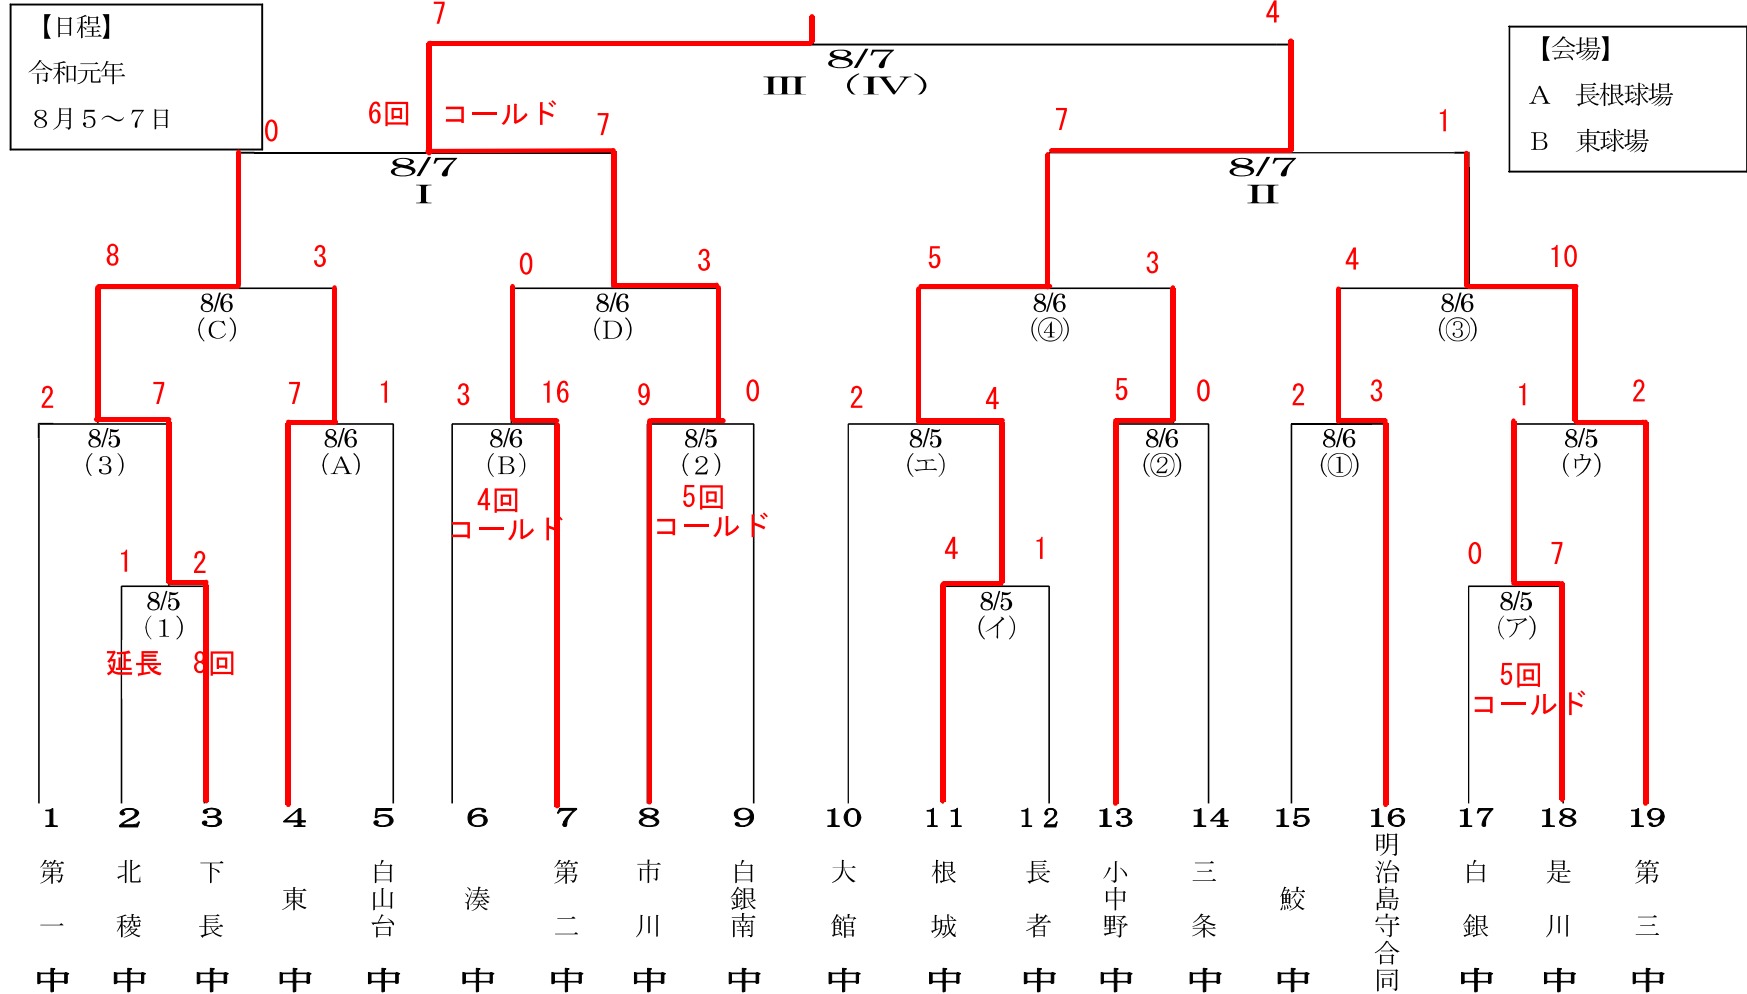 【日程】
令和元年
８月５～７日
【会場】
A 長根球場
B 東球場
7
4
8/7
III （IV）
6回 コールド
0
7
8/7
I
7
1
8/7
II
8
3
8/6
(C)
0
3
8/6
(D)
5
3
8/6
(④)
4
10
8/6
(③)
2
7
8/5
(３)
7
1
8/6
(A)
3
16
8/6
(B)
4回
コールド
9
0
8/5
(２)
5回
コールド
2
4
8/5
(エ)
5
0
8/6
(②)
2
3
8/6
(①)
1
2
8/5
(ウ)
1
2
8/5
(１)
延長 8回
4
1
8/5
(イ)
0
7
8/5
(ア)
5回
コールド
1 第一中
2 北稜中
3 下長中
4 東中
5 白山台中
6 湊中
7 第二中
8 市川中
9 白銀南中
10 大館中
11 根城中
12 長者中
13 小中野中
14 三条中
15 鮫中
16 明治島守合同
17 白銀中
18 是川中
19 第三中